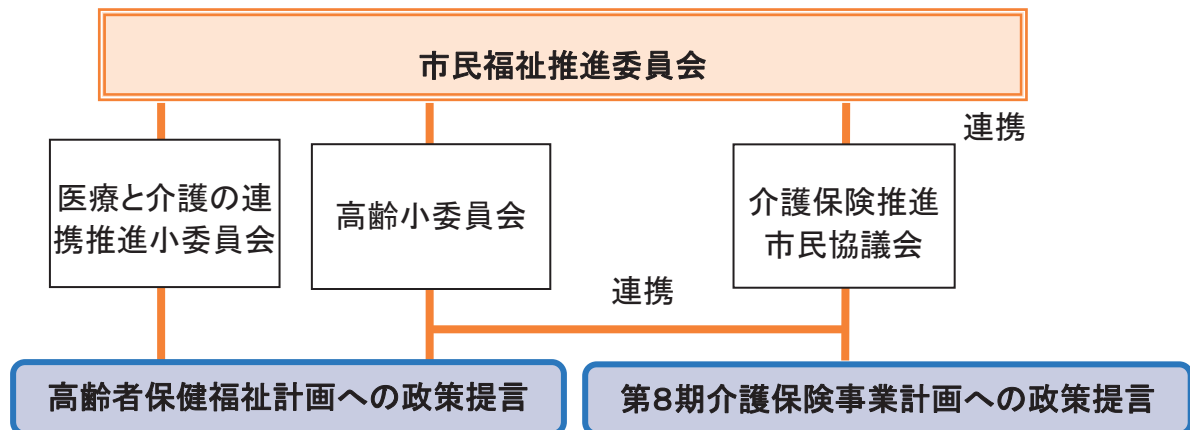 市民福祉推進委員会
連携
医療と介護の連
携推進小委員会
高齢小委員会
介護保険推進
市民協議会
連携
高齢者保健福祉計画への政策提言
第8期介護保険事業計画への政策提言